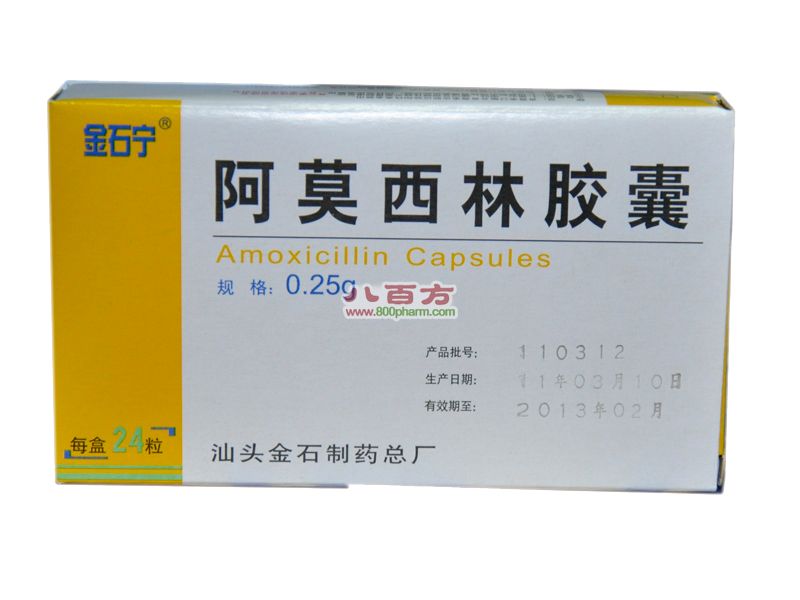 金石宁®
阿莫西林胶囊
Amoxicillin Capsules
规 格: 0.25g
八百方
www.800pharm.com
产品批号: 110312
生产日期: 11年03月10日
有效期至: 2013年02月
每盒24粒
汕头金石制药总厂